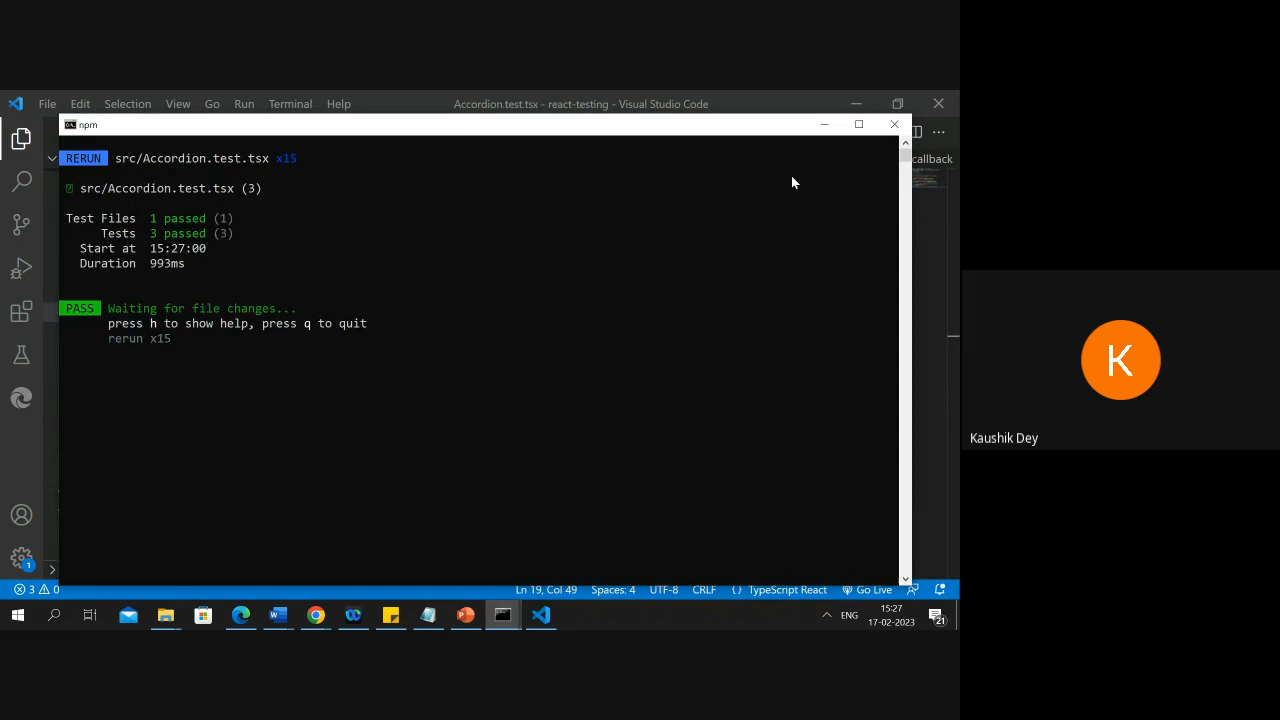 File Edit Selection View Go Run Terminal Help Accordion.test.tsx - react-testing - Visual Studio Code
npm
callback
RERUN src/Accordion.test.tsx x15
src/Accordion.test.tsx (3)
Test Files 1 passed (1)
Tests 3 passed (3)
Start at 15:27:00
Duration 993ms
PASS Waiting for file changes...
press h to show help, press q to quit
rerun x15
K
Kaushik Dey
1
3 0 Ln 19, Col 49 Spaces: 4 UTF-8 CRLF TypeScript React Go Live
ENG 15:27
17-02-2023 21